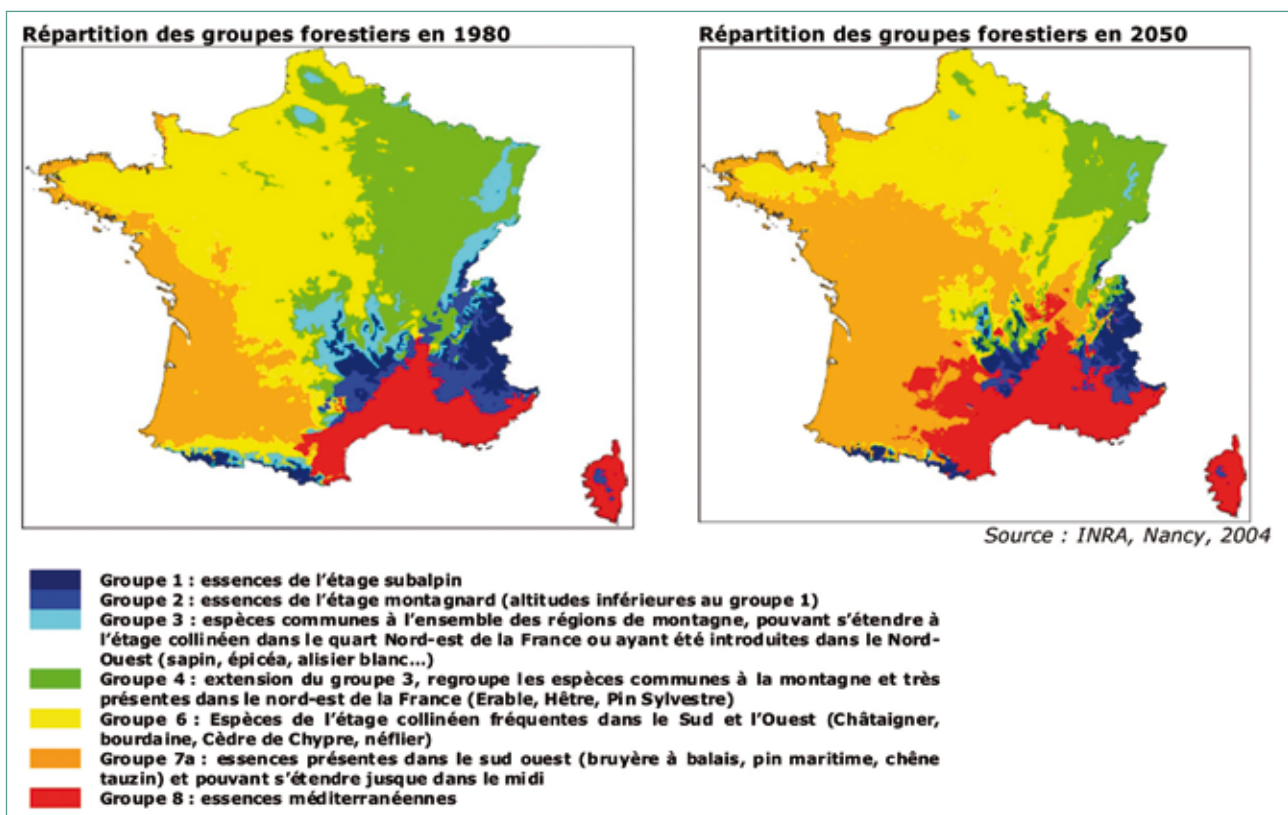 Répartition des groupes forestiers en 1980
Répartition des groupes forestiers en 2050
Source : INRA, Nancy, 2004
Groupe 1 : essences de l'étage subalpin
Groupe 2 : essences de l'étage montagnard (altitudes inférieures au groupe 1)
Groupe 3 : espèces communes à l'ensemble des régions de montagne, pouvant s'étendre à
l'étage collinéen dans le quart Nord-est de la France ou ayant été introduites dans le Nord-
Ouest (sapin, épicéa, alisier blanc...)
Groupe 4 : extension du groupe 3, regroupe les espèces communes à la montagne et très
présentes dans le nord-est de la France (Erable, Hêtre, Pin Sylvestre)
Groupe 6 : Espèces de l'étage collinéen fréquentes dans le Sud et l'Ouest (Châtaigner,
bourdaine, Cèdre de Chypre, néflier)
Groupe 7a : essences présentes dans le sud ouest (bruyère à balais, pin maritime, chêne
tauzin) et pouvant s'étendre jusque dans le midi
Groupe 8 : essences méditerranéennes